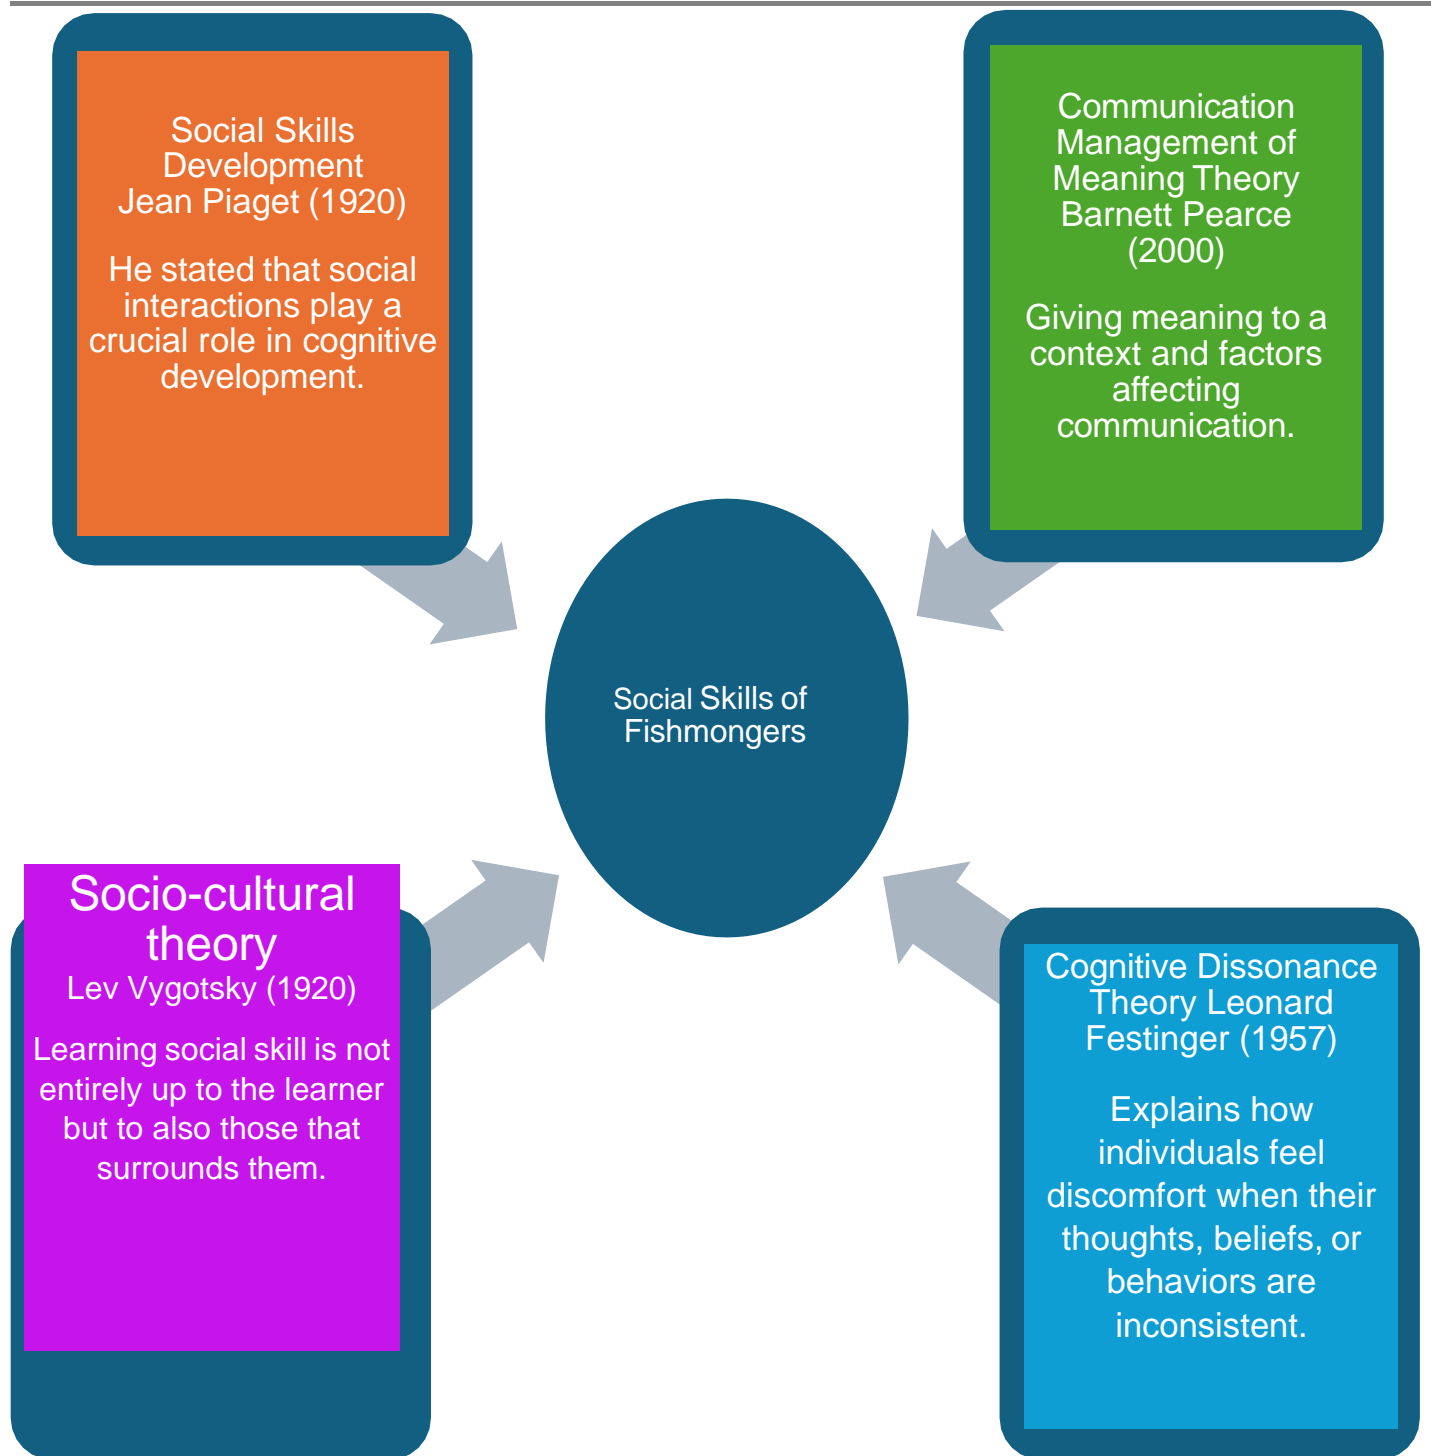 Social Skills
Development
Jean Piaget (1920)
He stated that social
interactions play a
crucial role in cognitive
development.
Communication
Management of
Meaning Theory
Barnett Pearce
(2000)
Giving meaning to a
context and factors
affecting
communication.
Social Skills of
Fishmongers
Socio-cultural
theory
Lev Vygotsky (1920)
Learning social skill is not
entirely up to the learner
but to also those that
surrounds them.
Cognitive Dissonance
Theory Leonard
Festinger (1957)
Explains how
individuals feel
discomfort when their
thoughts, beliefs, or
behaviors are
inconsistent.